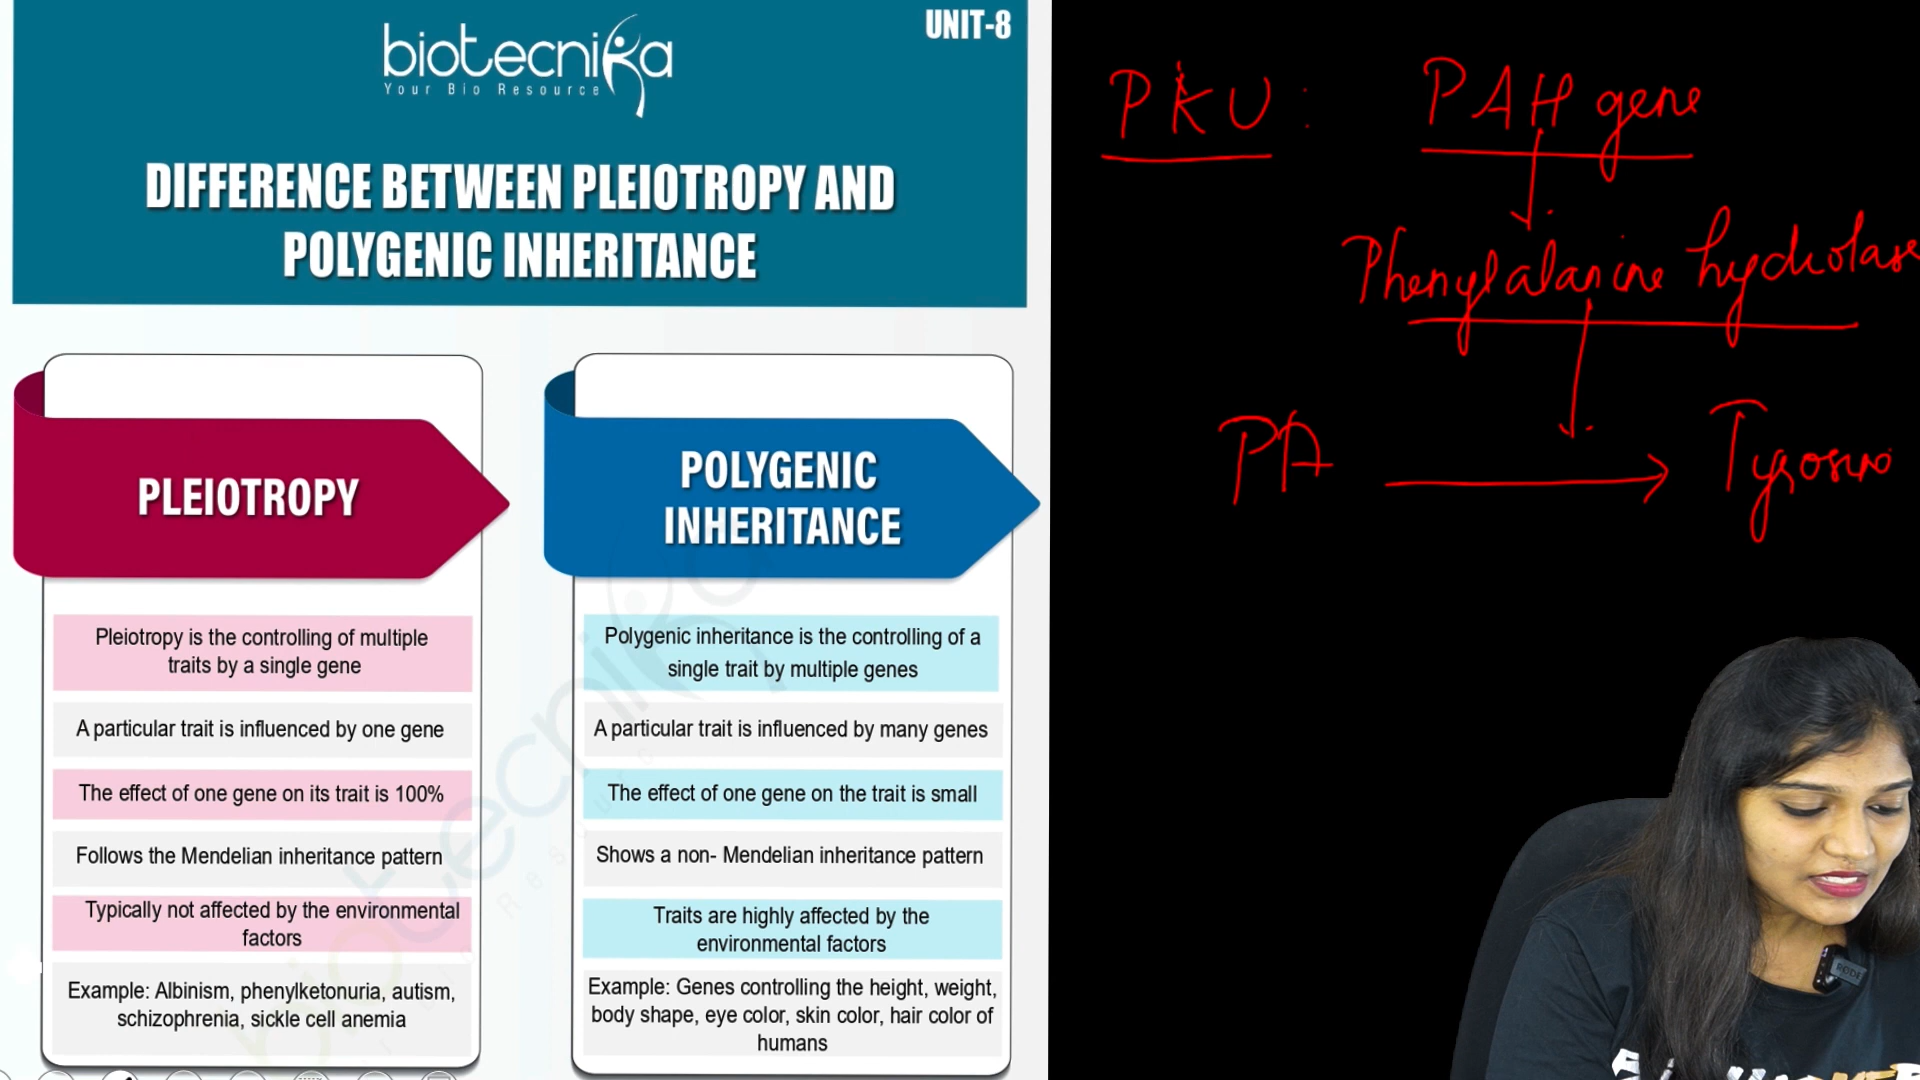 UNIT-8
biotecnika
Your Bio Resource
DIFFERENCE BETWEEN PLEIOTROPY AND
POLYGENIC INHERITANCE
PLEIOTROPY
Pleiotropy is the controlling of multiple
traits by a single gene
A particular trait is influenced by one gene
The effect of one gene on its trait is 100%
Follows the Mendelian inheritance pattern
Typically not affected by the environmental
factors
Example: Albinism, phenylketonuria, autism,
schizophrenia, sickle cell anemia
POLYGENIC
INHERITANCE
Polygenic inheritance is the controlling of a
single trait by multiple genes
A particular trait is influenced by many genes
The effect of one gene on the trait is small
Shows a non- Mendelian inheritance pattern
Traits are highly affected by the
environmental factors
Example: Genes controlling the height, weight,
body shape, eye color, skin color, hair color of
humans
PKU: PAH gene
Phenylalanine hydrolase
PA → Tyrosine
RODE